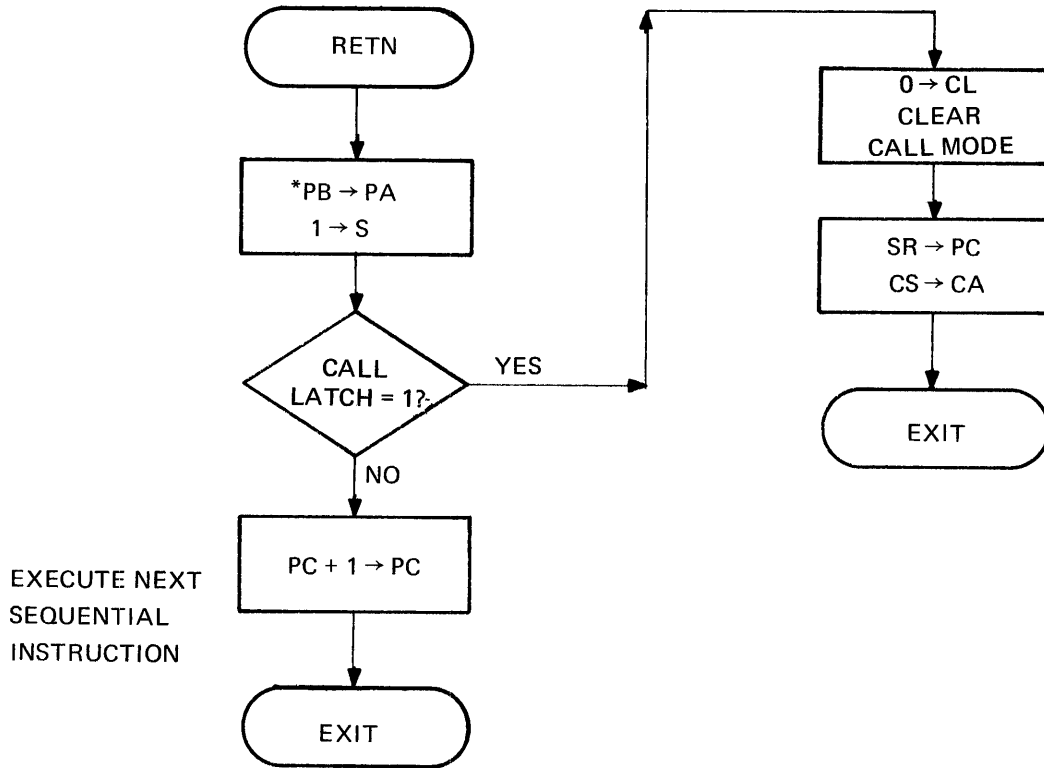 RETN
*PB → PA
1 → S
CALL
LATCH = 1?
YES
NO
PC + 1 → PC
EXECUTE NEXT
SEQUENTIAL
INSTRUCTION
EXIT
0 → CL
CLEAR
CALL MODE
SR → PC
CS → CA
EXIT